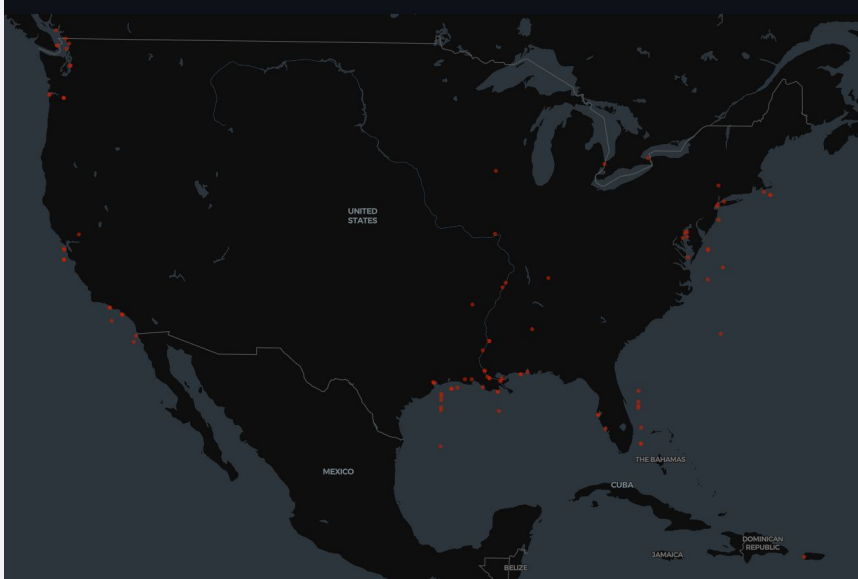 UNITED
STATES
MEXICO
THE BAHAMAS
CUBA
DOMINICAN
REPUBLIC
JAMAICA
BELIZE